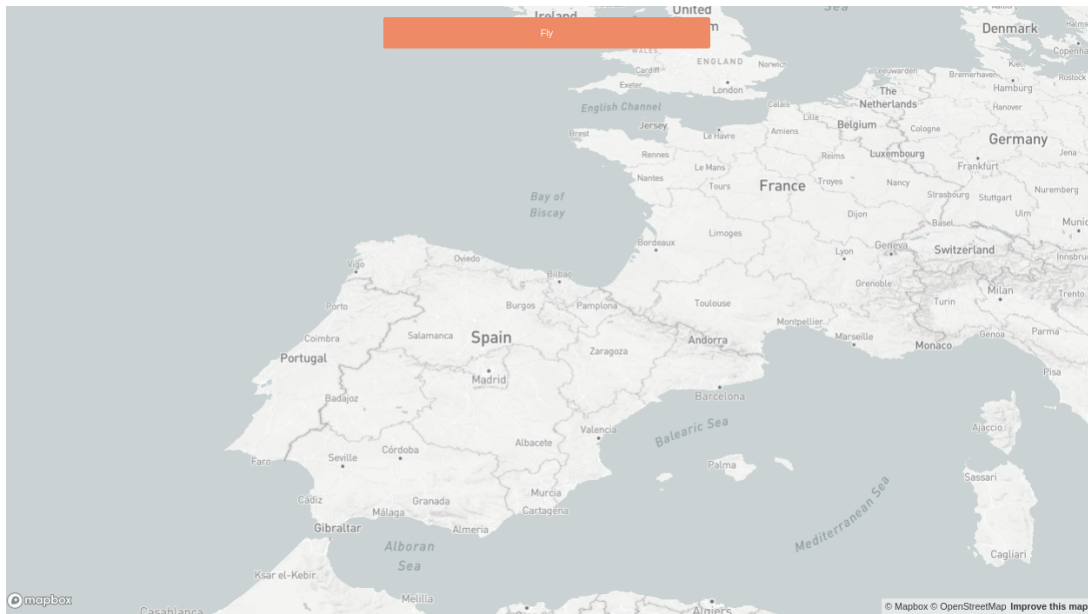 Ireland
United
Sea
Fly
Denmark
WALES
ENGLAND
Norwic
Copenha
Cardiff
Kiel
Leeuwarden
Bremerhaven
Rostock
Exeter
London
The
Netherlands
Hamburg
English Channel
Calais
Hanover
Brest
Jersey
Le Havre
Amiens
Lille
Belgium
Cologne
Germany
Rennes
Le Mans
Reims
Luxembourg
Frankfurt
Jena
Nantes
Tours
France
Troyes
Nancy
Strasbourg
Stuttgart
Nuremberg
Bay of
Biscay
Dijon
Basel
Ulm
Munic
Limoges
Bordeaux
Lyon
Geneva
Switzerland
Innsbruc
Vigo
Oviedo
Bilbao
Grenoble
Milan
Trento
Porto
Burgos
Pamplona
Toulouse
Turin
Coimbra
Salamanca
Spain
Montpellier
Marseille
Genoa
Parma
Portugal
Zaragoza
Andorra
Monaco
Madrid
Pisa
Badajoz
Barcelona
Valencia
Balearic Sea
Ajaccio
Faro
Seville
Córdoba
Albacete
Palma
Sassari
Cádiz
Granada
Murcia
Málaga
Cartagena
Gibraltar
Almeria
Mediterranean Sea
Alboran
Sea
Cagliari
Ksar el-Kebir
Melilla
Casablanca
Algiers
mapbox
© Mapbox © OpenStreetMap Improve this map